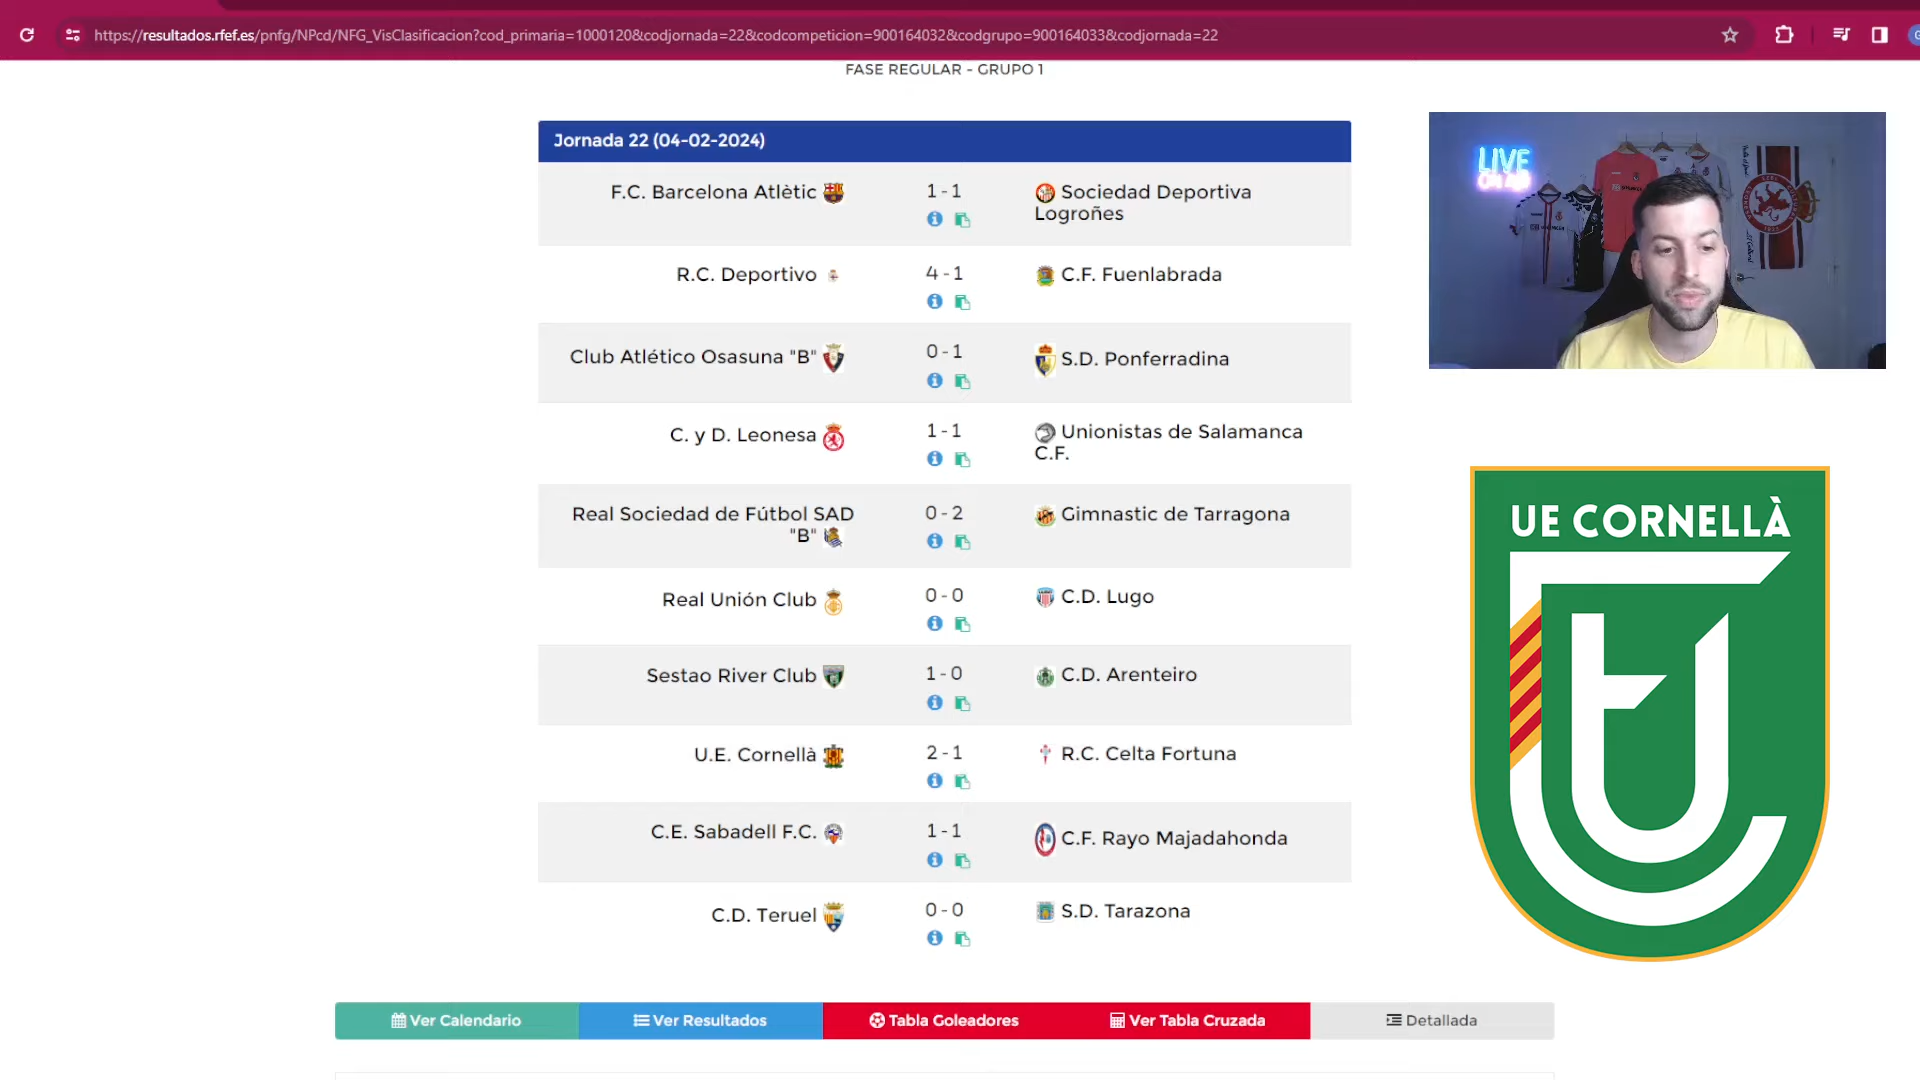 https://resultados.rfef.es/pnfg/NPcd/NFG_VisClasificacion?cod_primaria=1000120&codjornada=22&codcompeticion=900164032&codgrupo=900164033&codjornada=22
FASE REGULAR - GRUPO 1
Jornada 22 (04-02-2024)
F.C. Barcelona Atlètic 1 - 1 Sociedad Deportiva
Logroñes
R.C. Deportivo 4 - 1 C.F. Fuenlabrada
Club Atlético Osasuna "B" 0 - 1 S.D. Ponferradina
C. y D. Leonesa 1 - 1 Unionistas de Salamanca
C.F.
Real Sociedad de Fútbol SAD 0 - 2 Gimnastic de Tarragona
"B"
Real Unión Club 0 - 0 C.D. Lugo
Sestao River Club 1 - 0 C.D. Arenteiro
U.E. Cornellà 2 - 1 R.C. Celta Fortuna
C.E. Sabadell F.C. 1 - 1 C.F. Rayo Majadahonda
C.D. Teruel 0 - 0 S.D. Tarazona
Ver Calendario Ver Resultados Tabla Goleadores Ver Tabla Cruzada Detallada
LIVE
ON AIR
UE CORNELLÀ